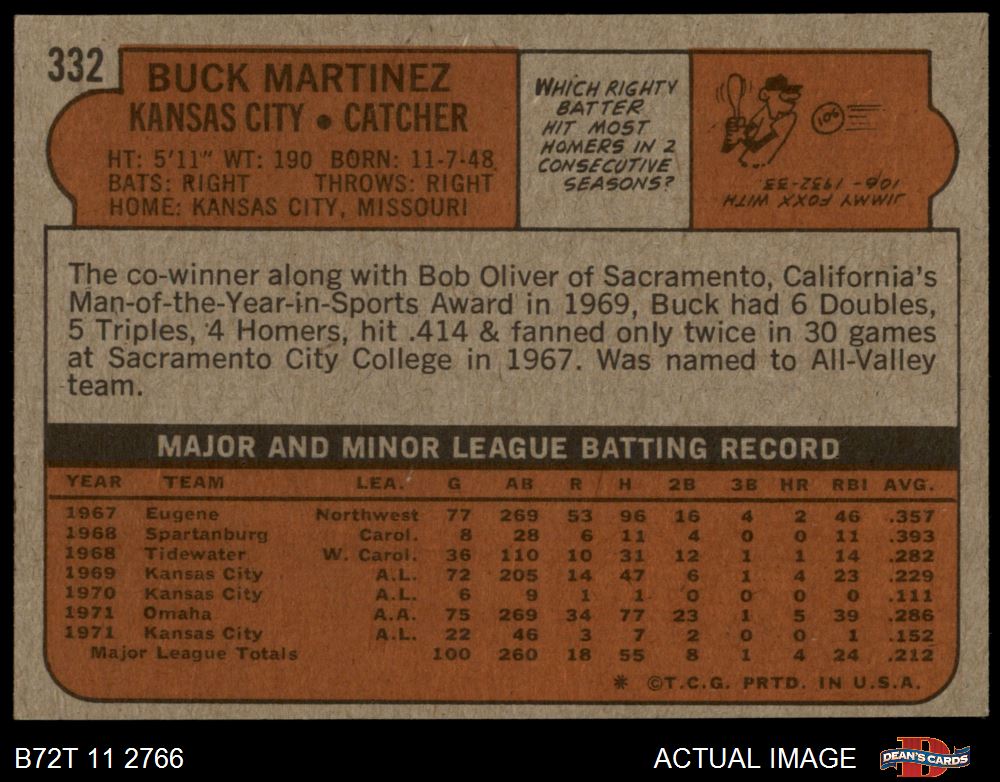 332
BUCK MARTINEZ
KANSAS CITY • CATCHER
HT: 5'11" WT: 190 BORN: 11-7-48
BATS: RIGHT THROWS: RIGHT
HOME: KANSAS CITY, MISSOURI
WHICH RIGHTY
BATTER
HIT MOST
HOMERS IN 2
CONSECUTIVE
SEASONS?
106
JIMMY FOXX WITH
106 - 1932-33.
The co-winner along with Bob Oliver of Sacramento, California's
Man-of-the-Year-in-Sports Award in 1969, Buck had 6 Doubles,
5 Triples, 4 Homers, hit .414 & fanned only twice in 30 games
at Sacramento City College in 1967. Was named to All-Valley
team.
MAJOR AND MINOR LEAGUE BATTING RECORD
YEAR TEAM LEA. G AB R H 2B 3B HR RBI AVG.
1967 Eugene Northwest 77 269 53 96 16 4 2 46 .357
1968 Spartanburg Carol. 8 28 6 11 4 0 0 11 .393
1968 Tidewater W. Carol. 36 110 10 31 12 1 1 14 .282
1969 Kansas City A.L. 72 205 14 47 6 1 4 23 .229
1970 Kansas City A.L. 6 9 1 1 0 0 0 0 .111
1971 Omaha A.A. 75 269 34 77 23 1 5 39 .286
1971 Kansas City A.L. 22 46 3 7 2 0 0 1 .152
Major League Totals 100 260 18 55 8 1 4 24 .212
* ©T.C.G. PRTD. IN U.S.A.
B72T 11 2766
ACTUAL IMAGE
DEAN'S CARDS